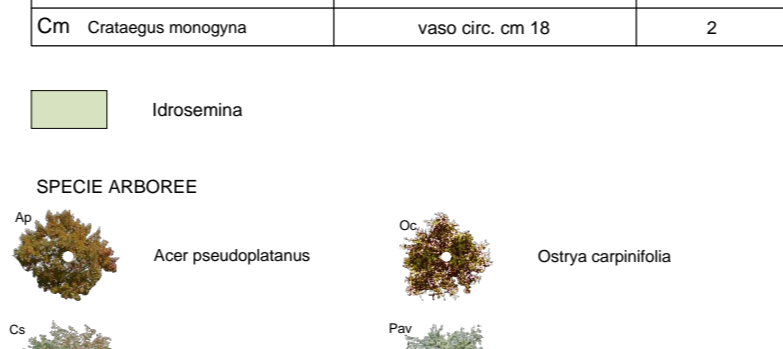 Cm Crataegus monogyna vaso circ. cm 18 2
Idrosemina
SPECIE ARBOREE
Ap Acer pseudoplatanus
Oc Ostrya carpinifolia
Cs
Pav